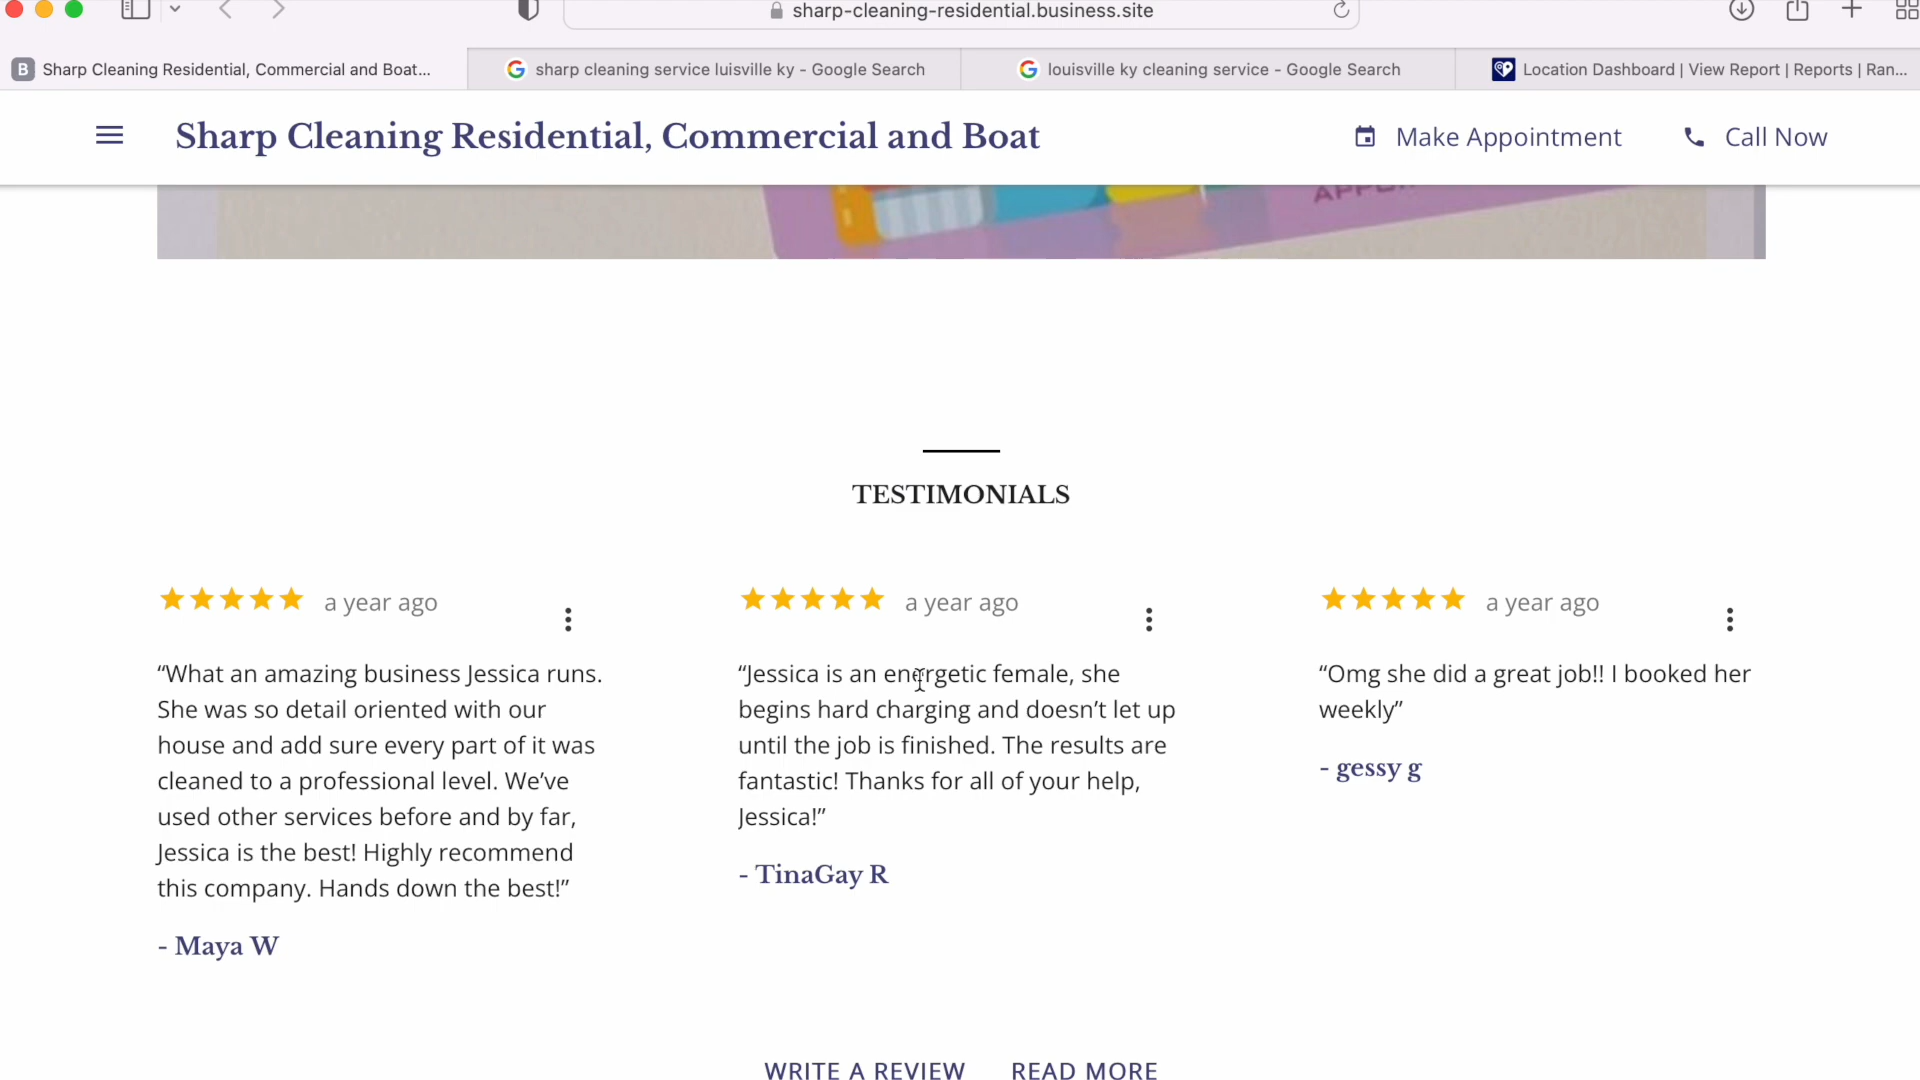 sharp-cleaning-residential.business.site
B Sharp Cleaning Residential, Commercial and Boat...
sharp cleaning service luisville ky - Google Search
louisville ky cleaning service - Google Search
Location Dashboard | View Report | Reports | Ran...
Sharp Cleaning Residential, Commercial and Boat
Make Appointment
Call Now
TESTIMONIALS
a year ago
“What an amazing business Jessica runs.
She was so detail oriented with our
house and add sure every part of it was
cleaned to a professional level. We’ve
used other services before and by far,
Jessica is the best! Highly recommend
this company. Hands down the best!”
- Maya W
a year ago
“Jessica is an energetic female, she
begins hard charging and doesn’t let up
until the job is finished. The results are
fantastic! Thanks for all of your help,
Jessica!”
- TinaGay R
a year ago
“Omg she did a great job!! I booked her
weekly”
- gessy g
WRITE A REVIEW
READ MORE